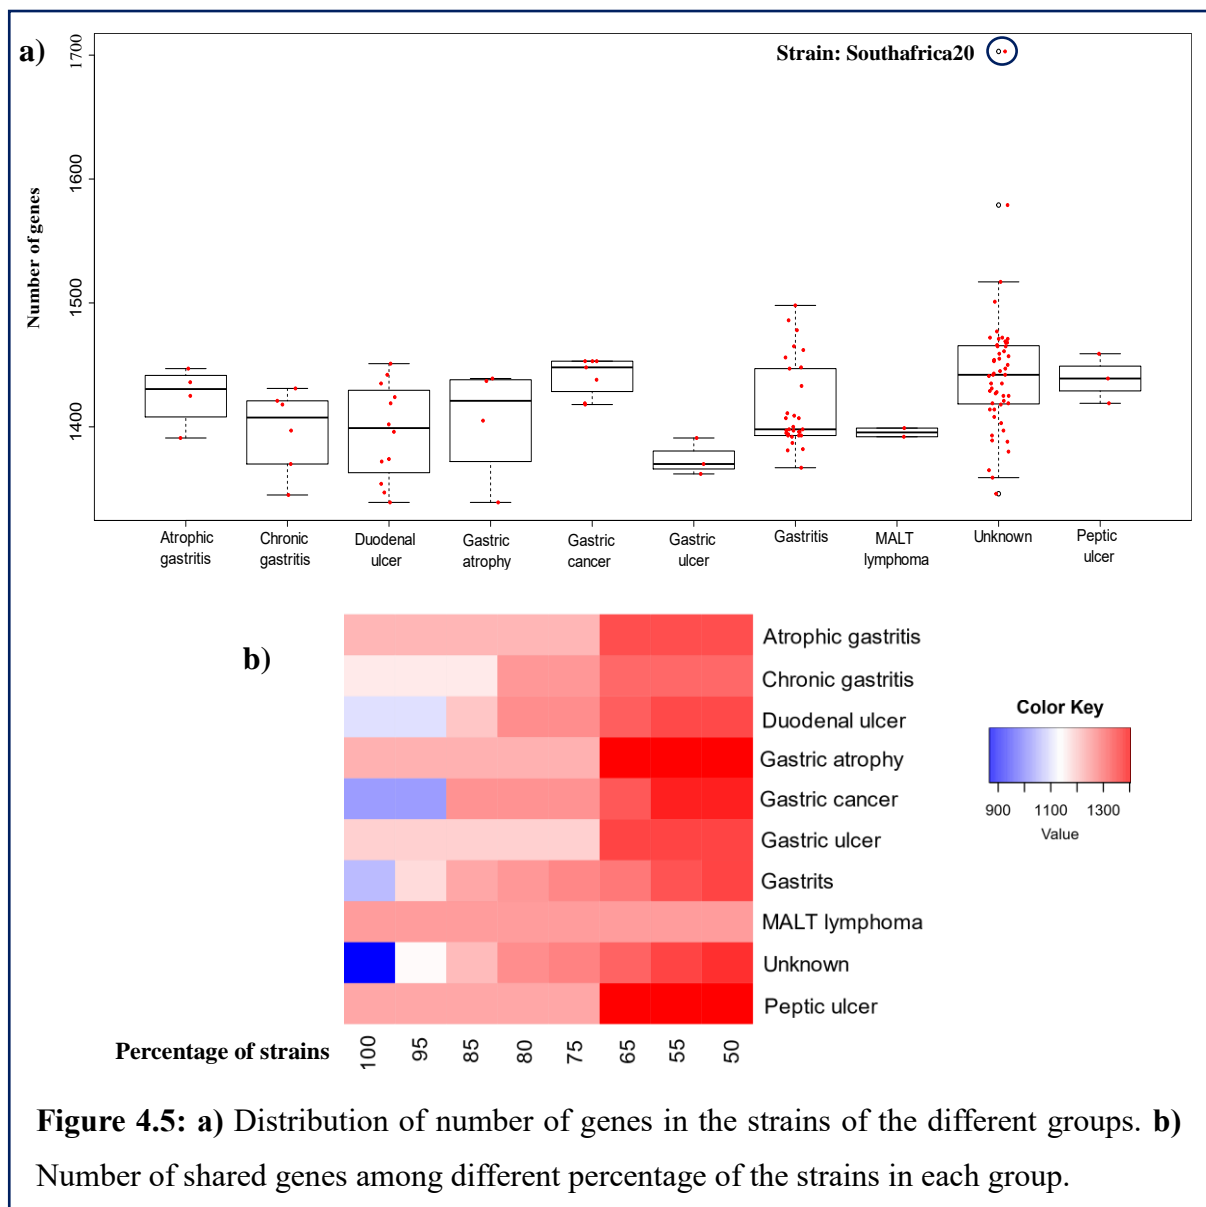 a)
Strain: Southafrica20
Number of genes
1700
1600
1500
1400
Atrophic gastritis
Chronic gastritis
Duodenal ulcer
Gastric atrophy
Gastric cancer
Gastric ulcer
Gastritis
MALT lymphoma
Unknown
Peptic ulcer
b)
Atrophic gastritis
Chronic gastritis
Duodenal ulcer
Gastric atrophy
Gastric cancer
Gastric ulcer
Gastrits
MALT lymphoma
Unknown
Peptic ulcer
Percentage of strains
100 95 85 80 75 65 55 50
Color Key
900 1100 1300
Value
Figure 4.5: a) Distribution of number of genes in the strains of the different groups. b)
Number of shared genes among different percentage of the strains in each group.